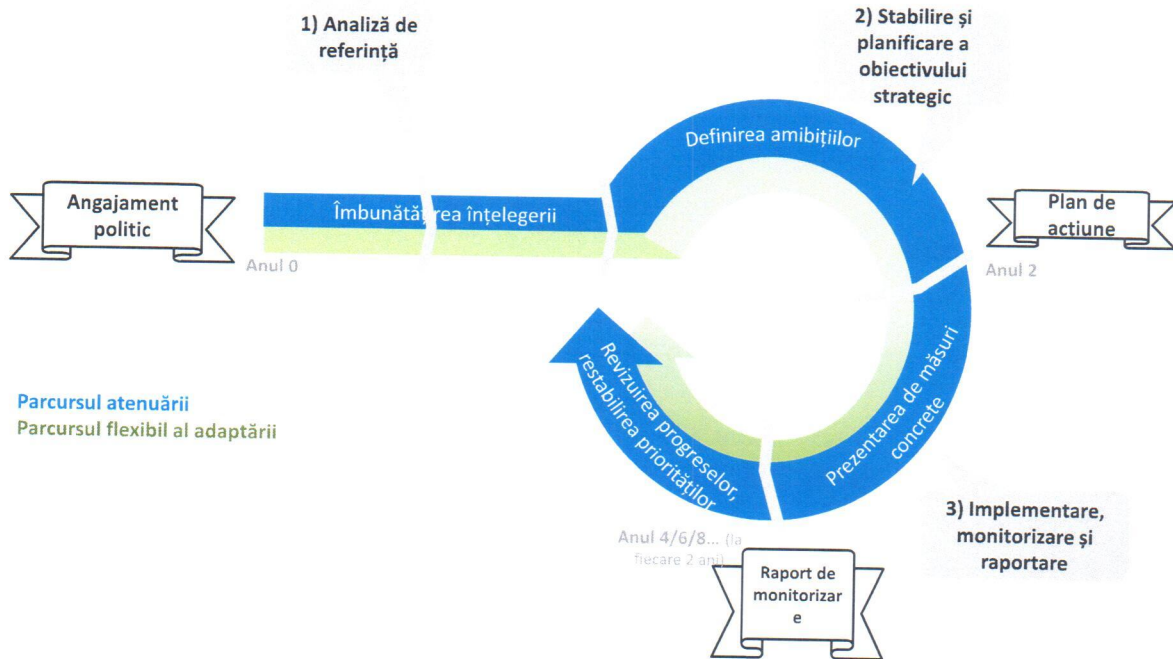 1) Analiză de
referință
2) Stabilire și
planificare a
obiectivului
strategic
Definirea amibițiilor
Angajament
politic
Îmbunătățirea înțelegerii
Plan de
actiune
Anul 0
Anul 2
Revizuirea progreselor,
restabilirea priorităților
Prezentarea de măsuri
concrete
Parcursul atenuării
Parcursul flexibil al adaptării
3) Implementare,
monitorizare și
raportare
Anul 4/6/8... (la
fiecare 2 ani)
Raport de
monitorizar
e